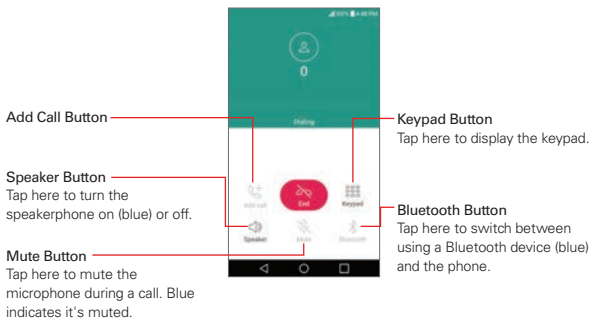 4:48 PM
0
Dialing
Add Call Button
Keypad Button
Tap here to display the keypad.
Speaker Button
Tap here to turn the
speakerphone on (blue) or off.
Add call
End
Keypad
Bluetooth Button
Tap here to switch between
using a Bluetooth device (blue)
and the phone.
Speaker
Mute
Bluetooth
Mute Button
Tap here to mute the
microphone during a call. Blue
indicates it's muted.